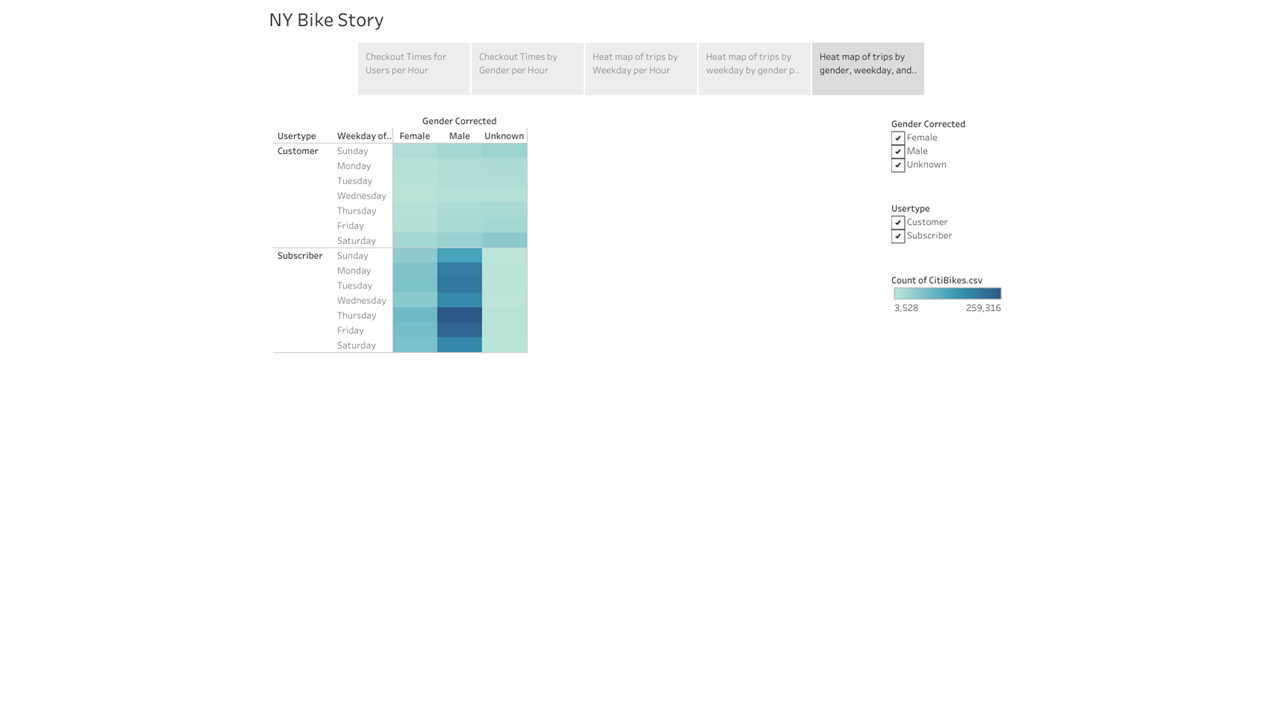 NY Bike Story
Checkout Times for
Users per Hour
Checkout Times by
Gender per Hour
Heat map of trips by
Weekday per Hour
Heat map of trips by
weekday by gender p..
Heat map of trips by
gender, weekday, and..
Gender Corrected
Usertype Weekday of.. Female Male Unknown
Customer Sunday
Monday
Tuesday
Wednesday
Thursday
Friday
Saturday
Subscriber Sunday
Monday
Tuesday
Wednesday
Thursday
Friday
Saturday
Gender Corrected
Female
Male
Unknown
Usertype
Customer
Subscriber
Count of CitiBikes.csv
3,528 259,316